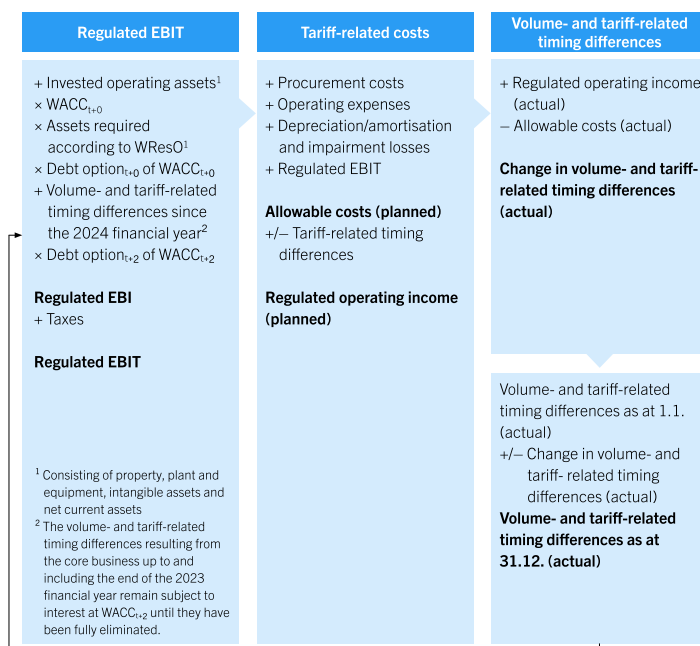 Regulated EBIT
+ Invested operating assets¹
× WACCt+0
× Assets required
according to WResO¹
× Debt optiont+0 of WACCt+0
+ Volume- and tariff-related
timing differences since
the 2024 financial year²
× Debt optiont+2 of WACCt+2
Regulated EBI
+ Taxes
Regulated EBIT
¹ Consisting of property, plant and
equipment, intangible assets and
net current assets
² The volume- and tariff-related
timing differences resulting from
the core business up to and
including the end of the 2023
financial year remain subject to
interest at WACCt+2 until they have
been fully eliminated.
Tariff-related costs
+ Procurement costs
+ Operating expenses
+ Depreciation/amortisation
and impairment losses
+ Regulated EBIT
Allowable costs (planned)
+/– Tariff-related timing
differences
Regulated operating income
(planned)
Volume- and tariff-related
timing differences
+ Regulated operating income
(actual)
– Allowable costs (actual)
Change in volume- and tariff-
related timing differences
(actual)
Volume- and tariff-related
timing differences as at 1.1.
(actual)
+/– Change in volume- and
tariff- related timing
differences (actual)
Volume- and tariff-related
timing differences as at
31.12. (actual)